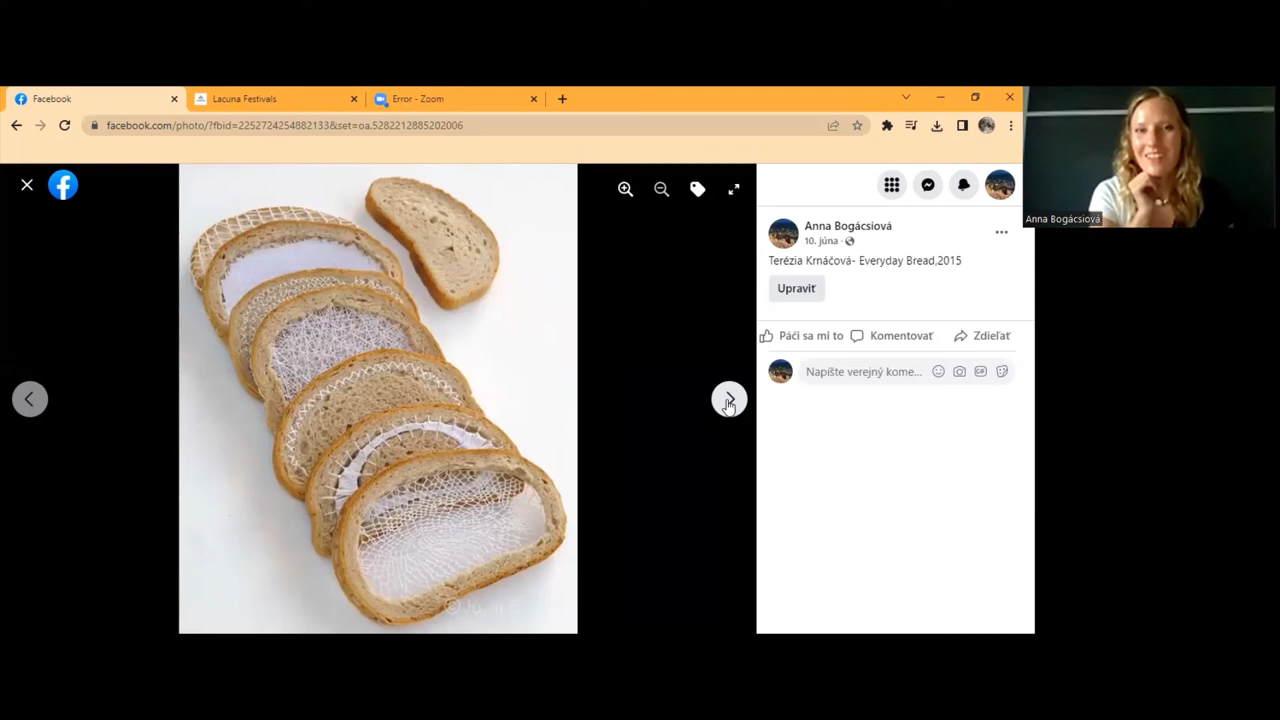 Facebook
Lacuna Festivals
Error - Zoom
facebook.com/photo/?fbid=2252724254882133&set=oa.5282212885202006
Anna Bogácsiová
Anna Bogácsiová
10. júna ·
Terézia Krnáčová- Everyday Bread,2015
Upraviť
Páči sa mi to
Komentovať
Zdieľať
Napíšte verejný kome...
GIF